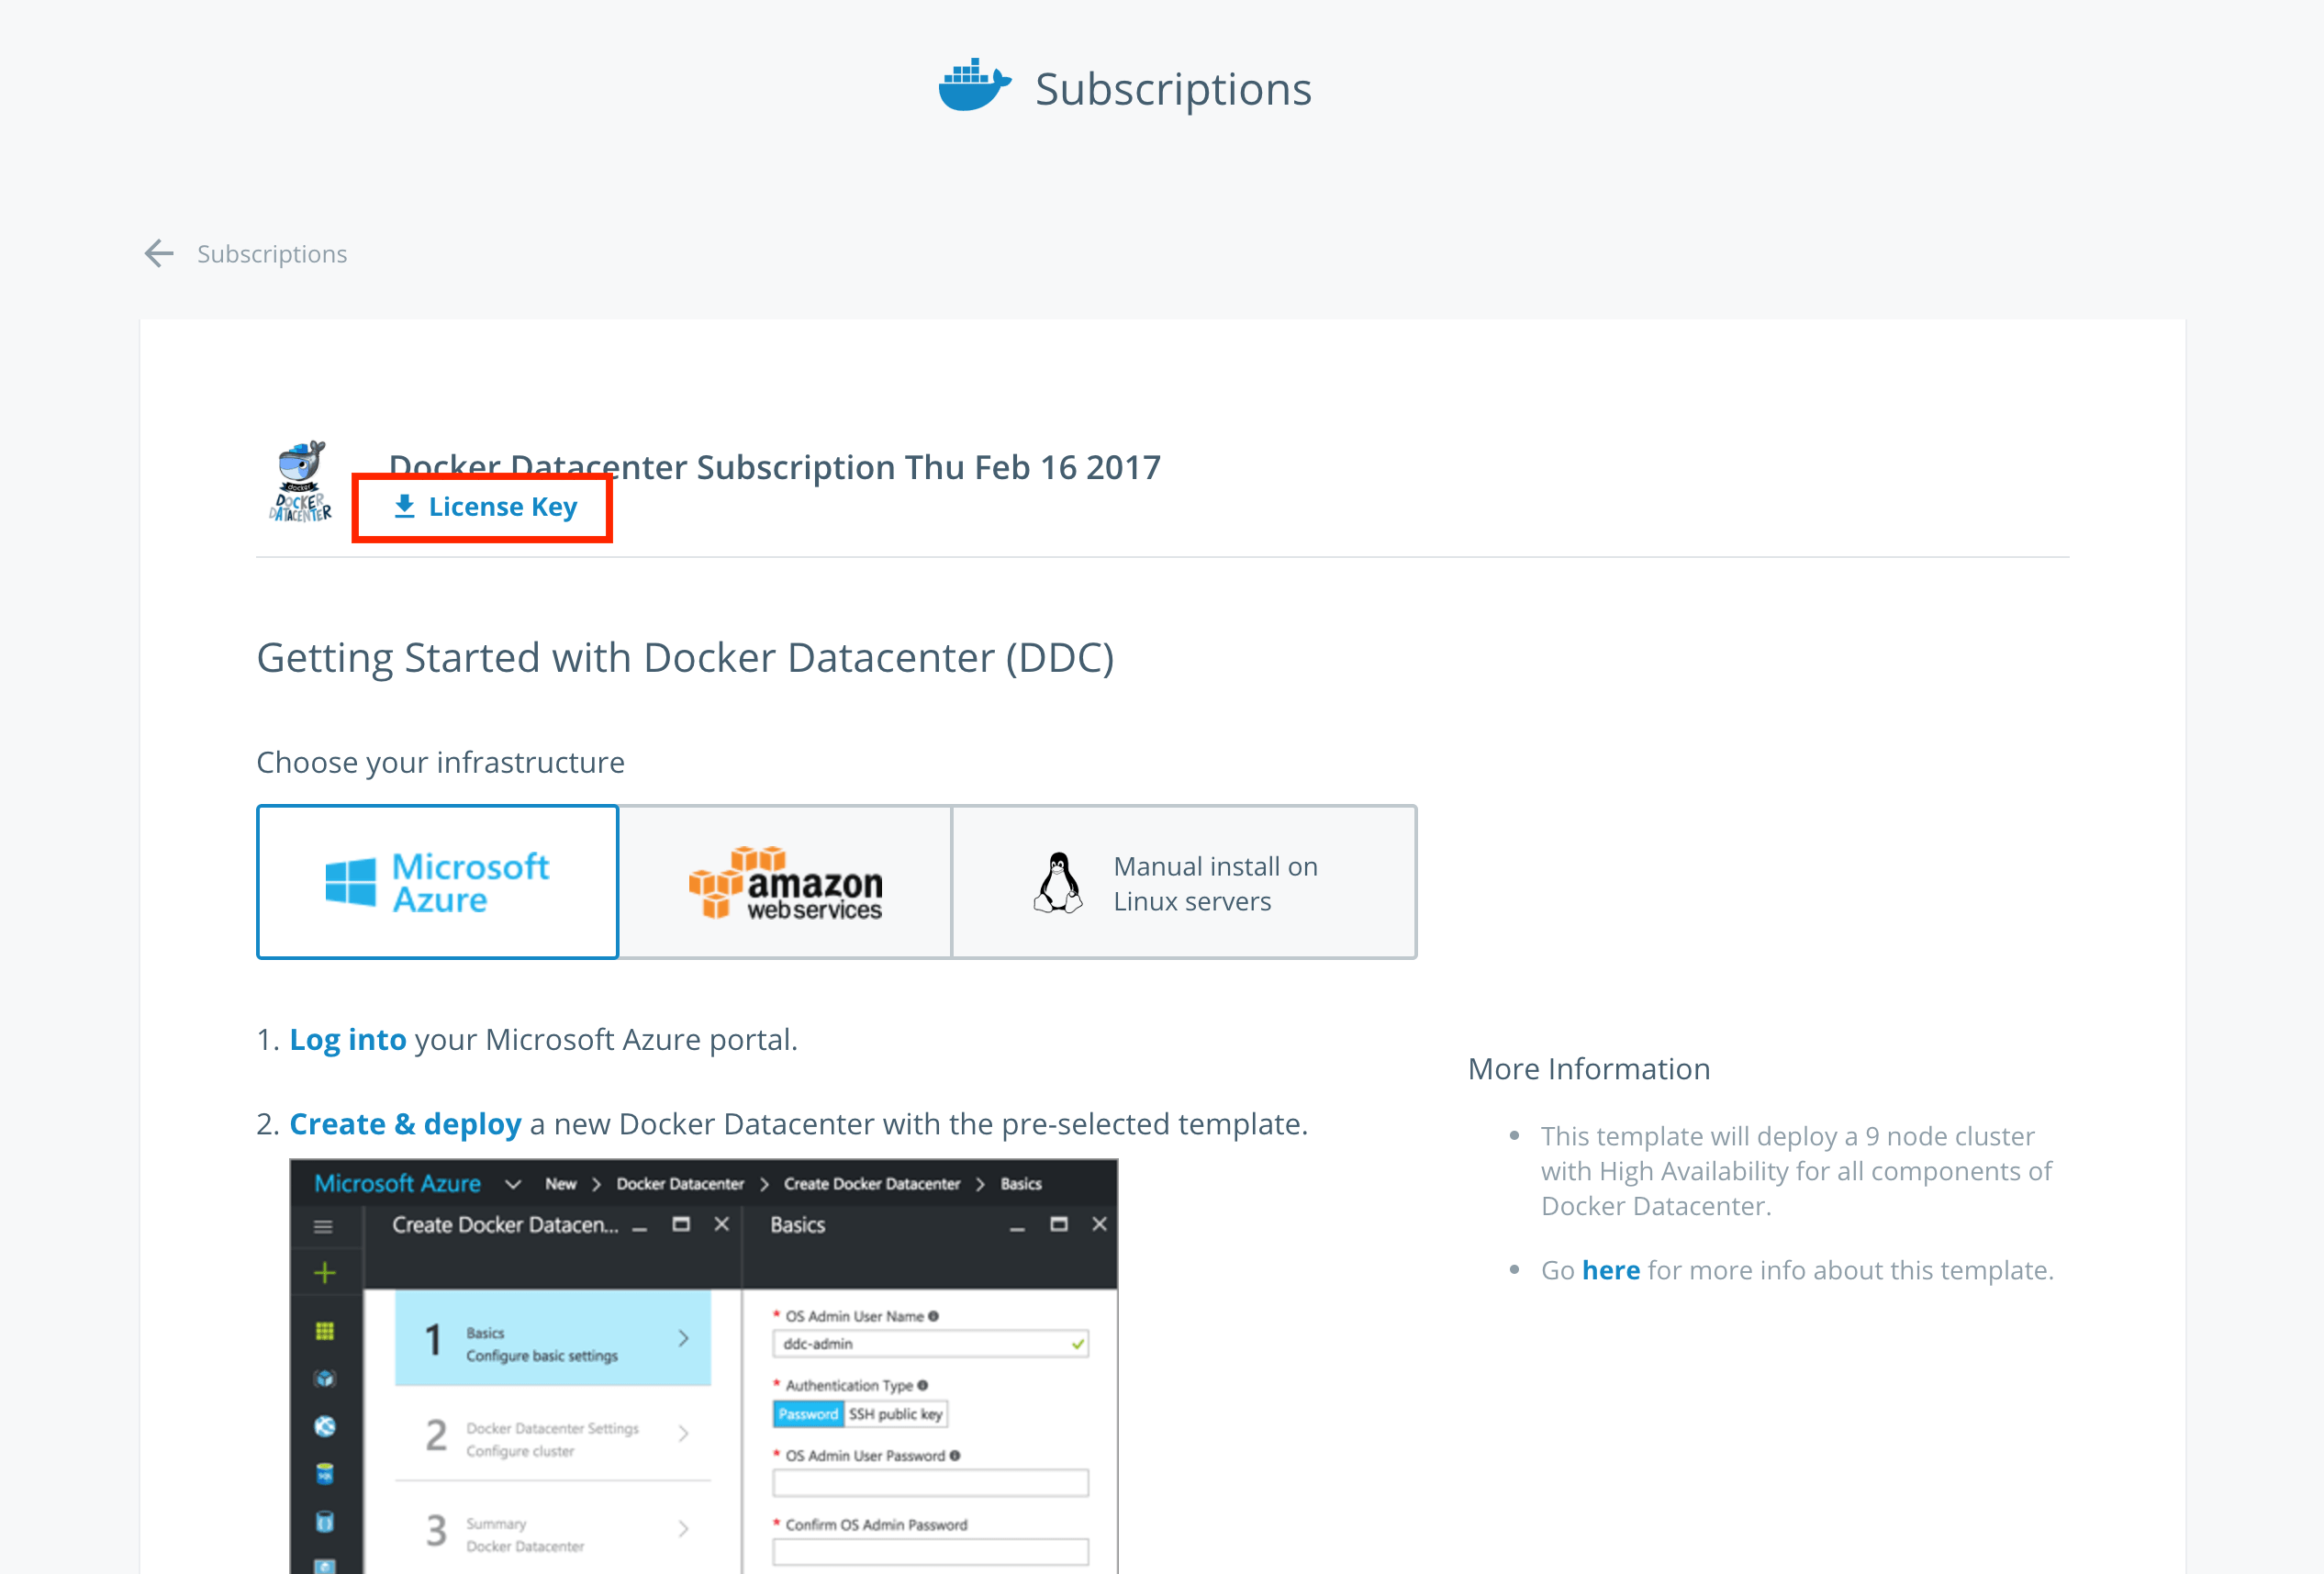 Subscriptions
Subscriptions
docker
DOCKER
DATACENTER
Docker Datacenter Subscription Thu Feb 16 2017
License Key
Getting Started with Docker Datacenter (DDC)
Choose your infrastructure
Microsoft
Azure
amazon
webservices
Manual install on
Linux servers
1. Log into your Microsoft Azure portal.
2. Create & deploy a new Docker Datacenter with the pre-selected template.
Microsoft Azure New > Docker Datacenter > Create Docker Datacenter > Basics
Create Docker Datacen...
Basics
1 Basics
Configure basic settings
2 Docker Datacenter Settings
Configure cluster
3 Summary
Docker Datacenter
SQL
* OS Admin User Name
ddc-admin
* Authentication Type
Password SSH public key
* OS Admin User Password
* Confirm OS Admin Password
More Information
• This template will deploy a 9 node cluster
with High Availability for all components of
Docker Datacenter.
• Go here for more info about this template.